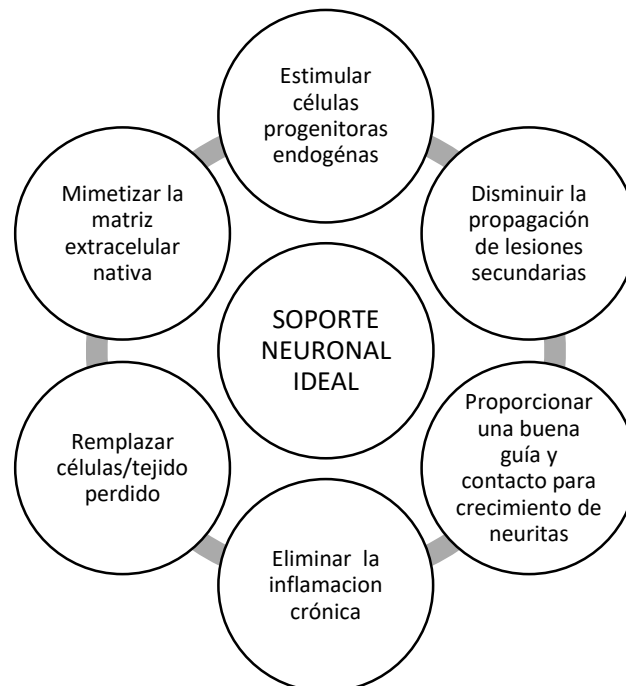 Estimular
células
progenitoras
endogénas
Disminuir la
propagación
de lesiones
secundarias
Proporcionar
una buena
guía y
contacto para
crecimiento de
neuritas
Eliminar  la
inflamacion
crónica
Remplazar
células/tejido
perdido
Mimetizar la
matriz
extracelular
nativa
SOPORTE
NEURONAL
IDEAL